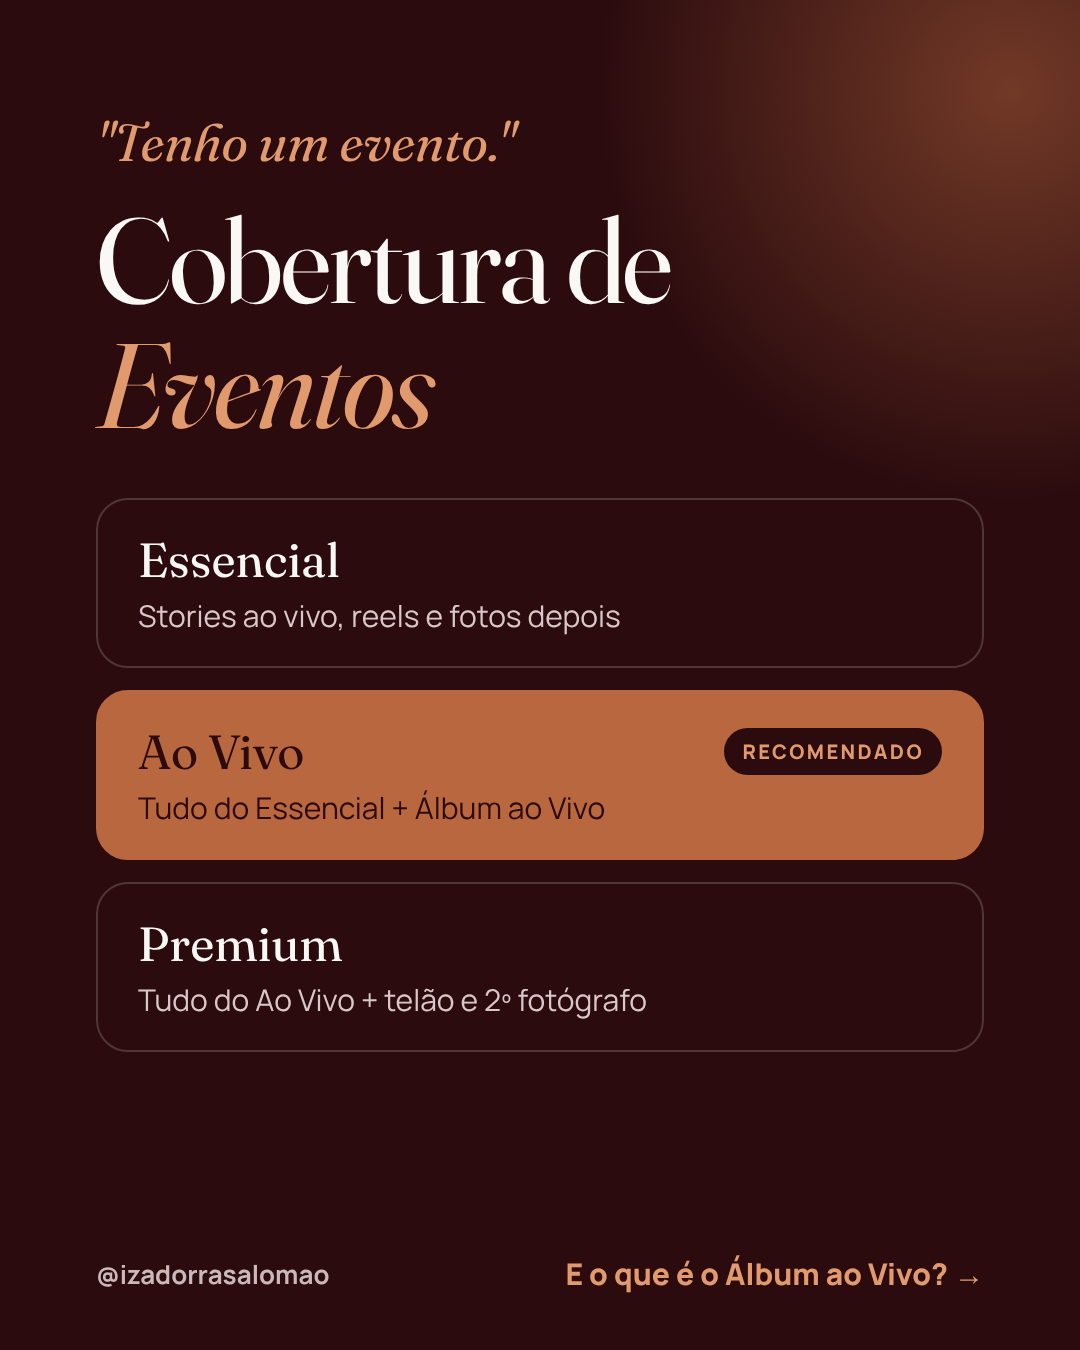 "Tenho um evento."
Cobertura de
Eventos
Essencial
Stories ao vivo, reels e fotos depois
Ao Vivo
RECOMENDADO
Tudo do Essencial + Álbum ao Vivo
Premium
Tudo do Ao Vivo + telão e 2º fotógrafo
@izadorrasalomao
E o que é o Álbum ao Vivo? →